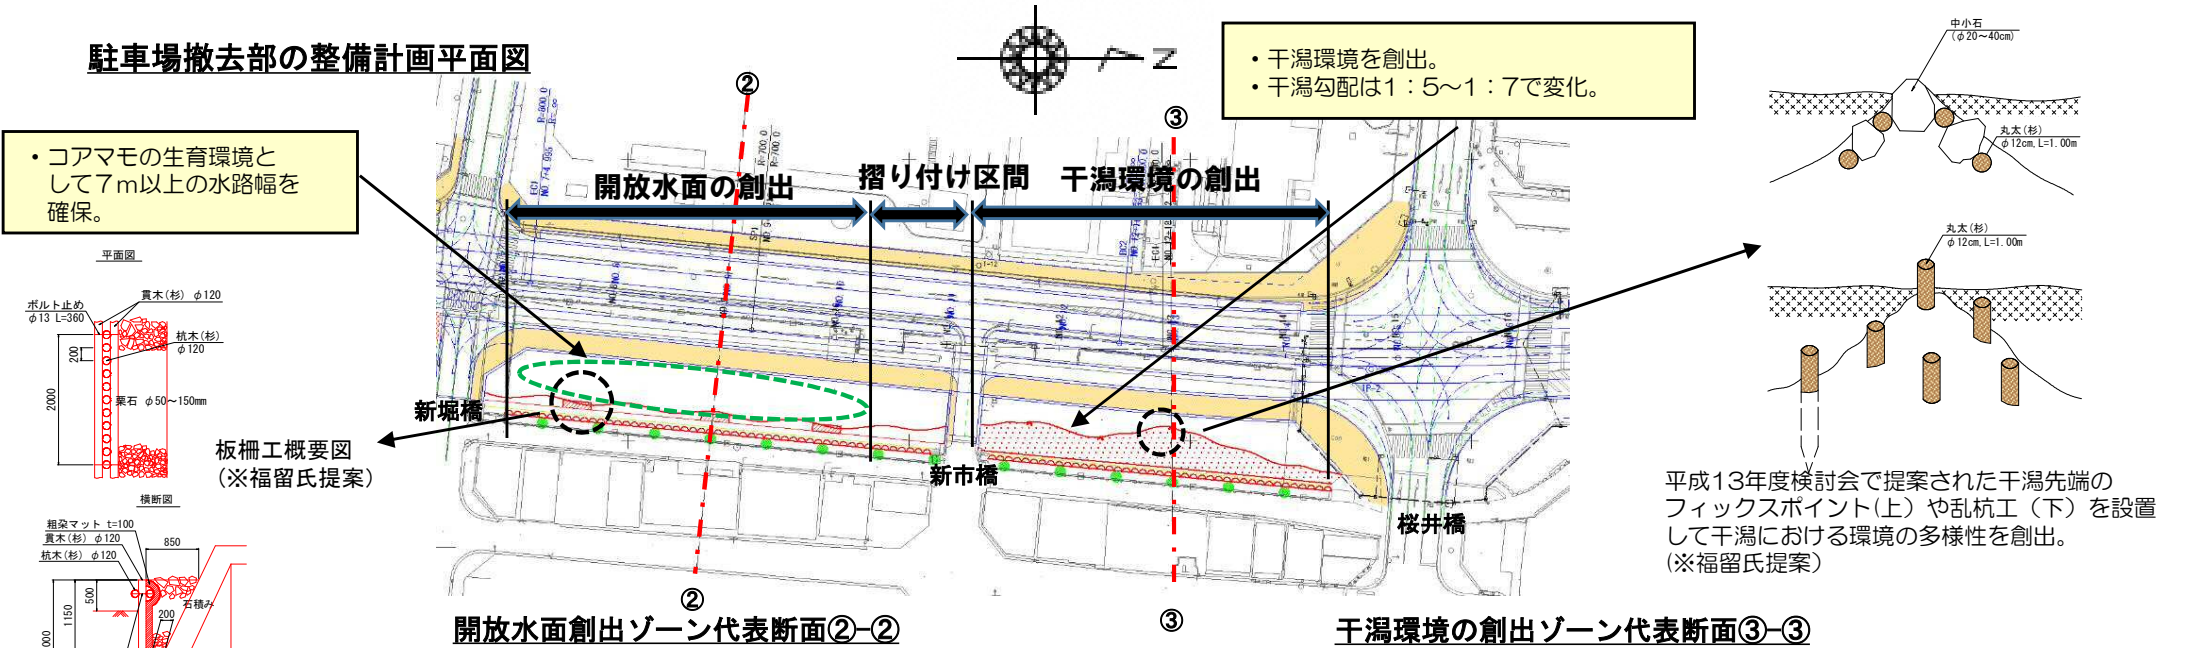 駐車場撤去部の整備計画平面図
・コアマモの生育環境と
して7m以上の水路幅を
確保。
・干潟環境を創出。
・干潟勾配は1:5~1:7で変化。
N
②
③
開放水面の創出
摺り付け区間
干潟環境の創出
新堀橋
新市橋
桜井橋
②
③
開放水面創出ゾーン代表断面②-②
干潟環境の創出ゾーン代表断面③-③
平面図
ボルト止め
φ13 L=360
貫木(杉) φ120
杭木(杉)
φ120
200
2000
栗石 φ50~150mm
板柵工概要図
(※福留氏提案)
横断図
粗朶マット t=100
貫木(杉) φ120
杭木(杉) φ120
850
500
1150
200
石積み
中小石
(φ20~40cm)
丸太(杉)
φ12cm, L=1.00m
丸太(杉)
φ12cm, L=1.00m
平成13年度検討会で提案された干潟先端の
フィックスポイント(上)や乱杭工(下)を設置
して干潟における環境の多様性を創出。
(※福留氏提案)